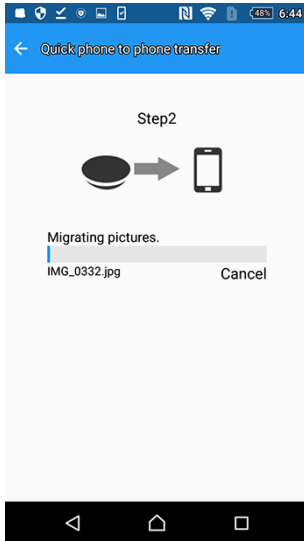 48% 6:44
Quick phone to phone transfer
Step2
Migrating pictures.
IMG_0332.jpg Cancel